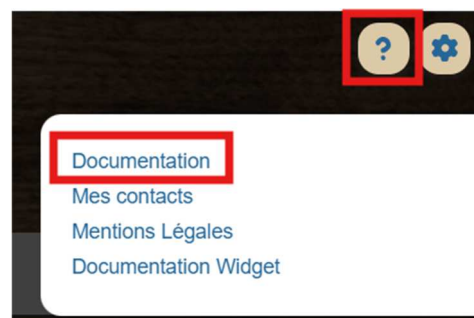 ?
Documentation
Mes contacts
Mentions Légales
Documentation Widget